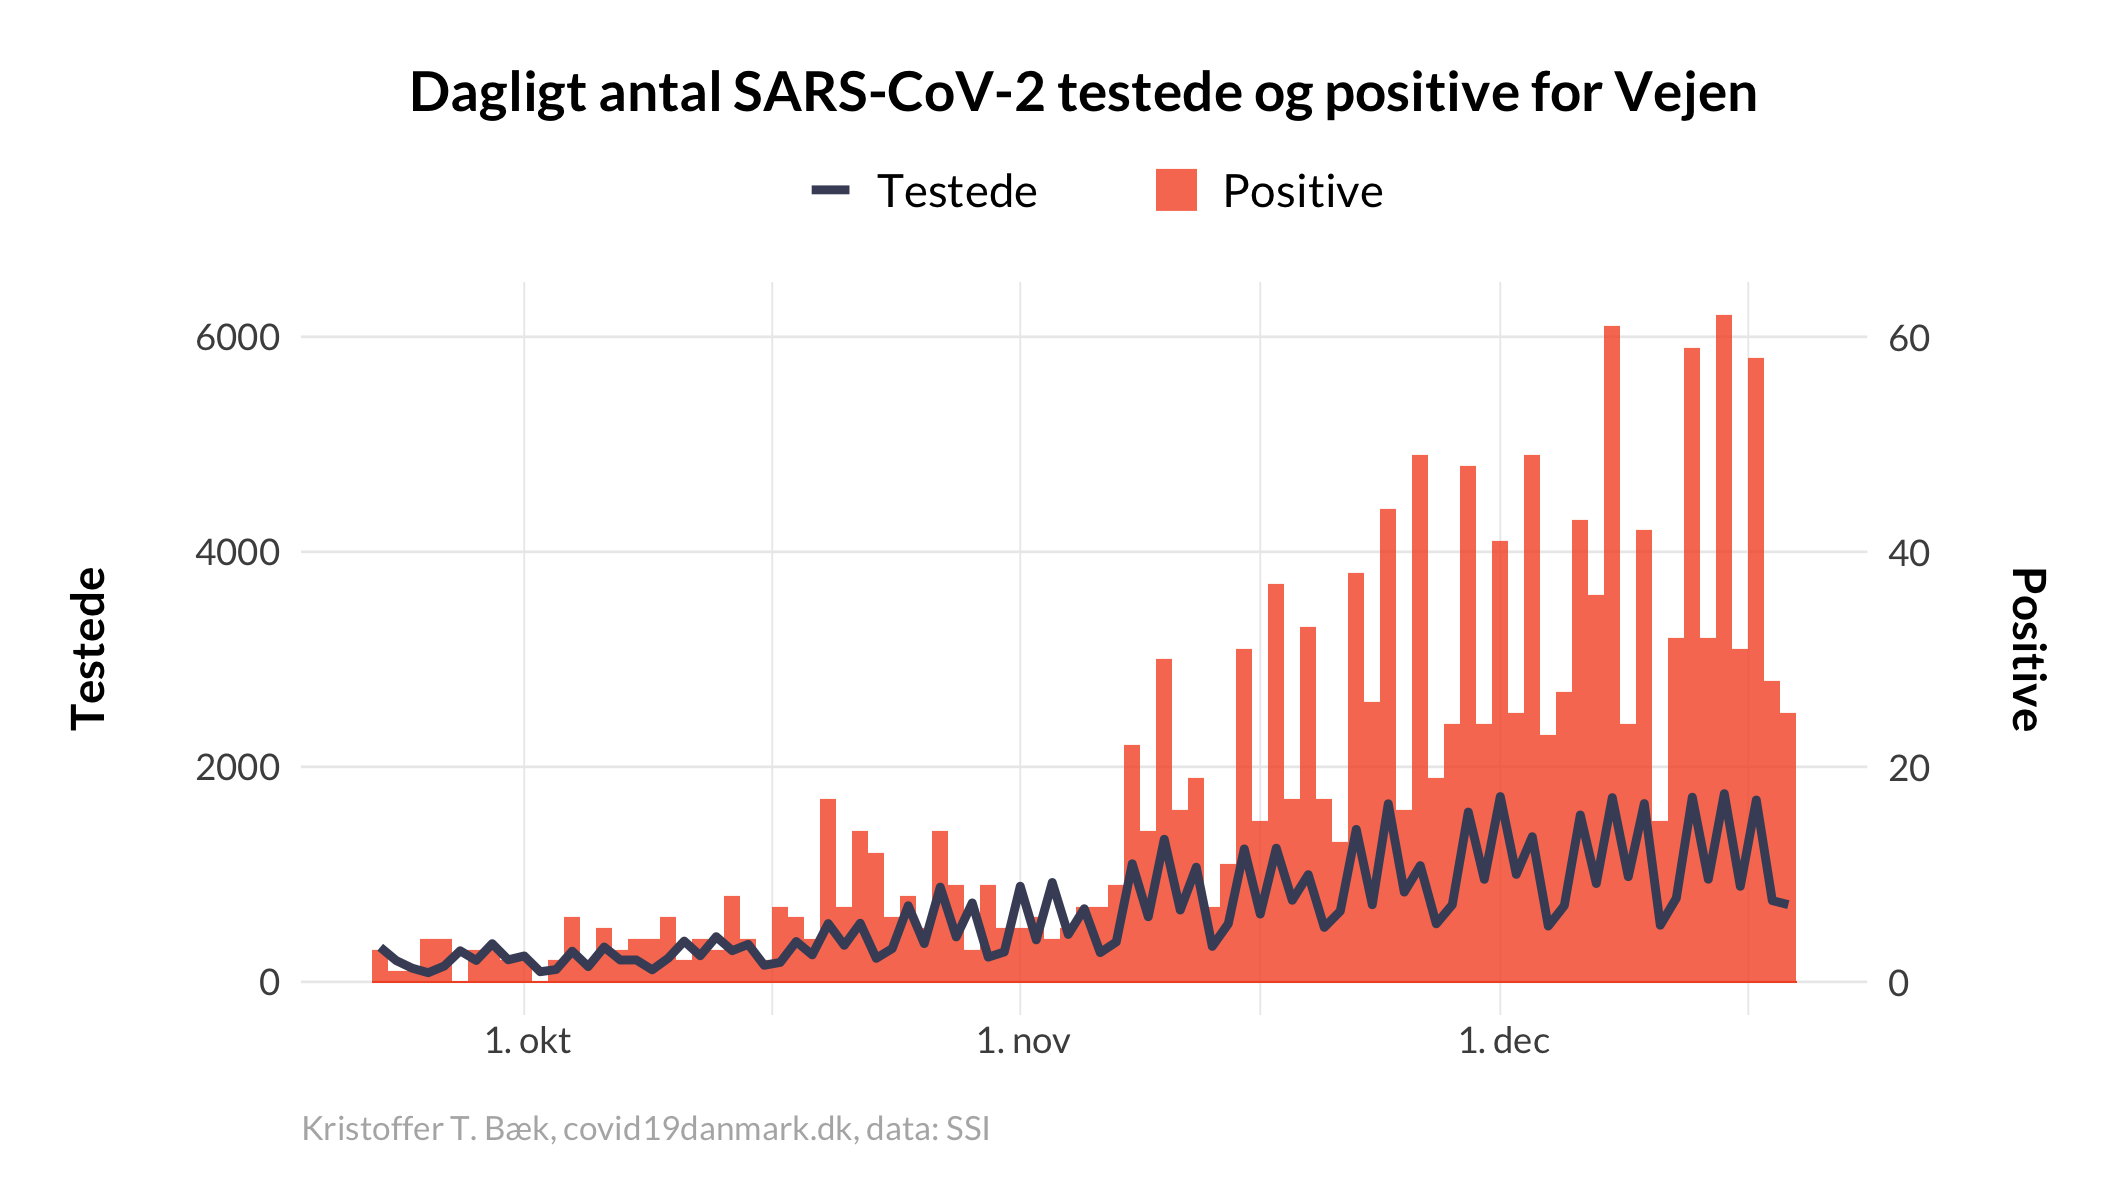 Dagligt antal SARS-CoV-2 testede og positive for Vejen
Testede Positive
6000 60
4000 40
2000 20
0 0
Testede
Positive
1. okt 1. nov 1. dec
Kristoffer T. Bæk, covid19danmark.dk, data: SSI